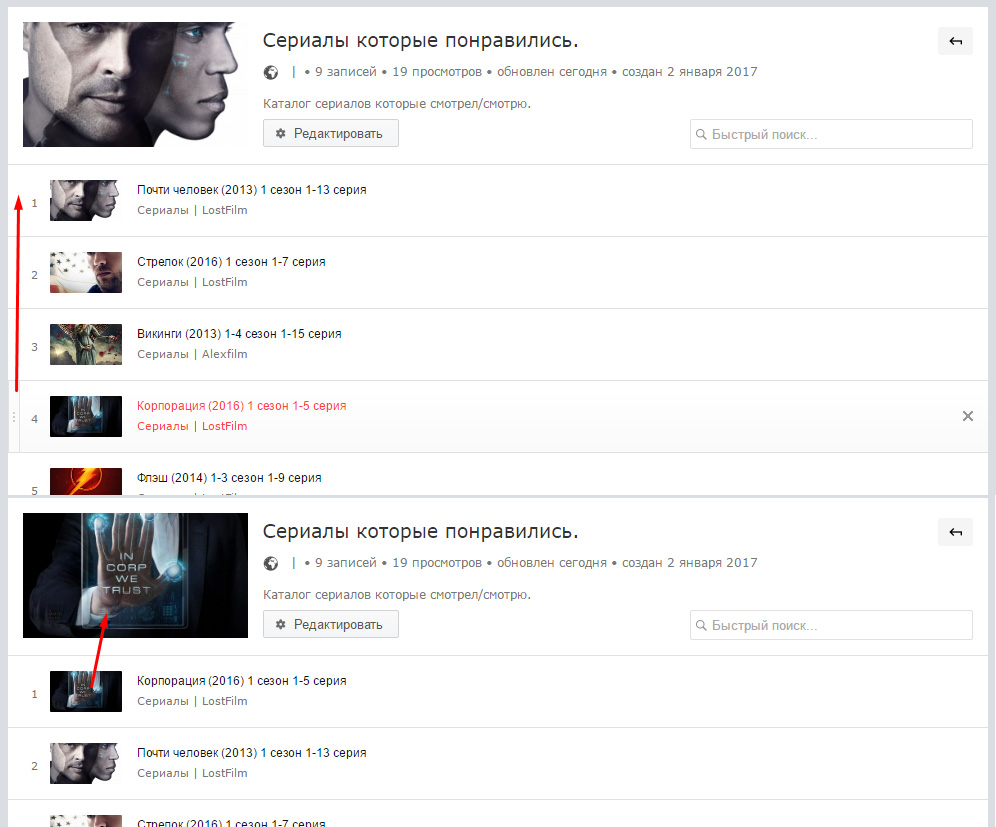 Сериалы которые понравились.
| • 9 записей • 19 просмотров • обновлен сегодня • создан 2 января 2017
Каталог сериалов которые смотрел/смотрю.
Редактировать
Быстрый поиск...
1
Почти человек (2013) 1 сезон 1-13 серия
Сериалы | LostFilm
2
Стрелок (2016) 1 сезон 1-7 серия
Сериалы | LostFilm
3
Викинги (2013) 1-4 сезон 1-15 серия
Сериалы | Alexfilm
4
IN
CORP
WE
TRUST
Корпорация (2016) 1 сезон 1-5 серия
Сериалы | LostFilm
5
Флэш (2014) 1-3 сезон 1-9 серия
IN
CORP
WE
TRUST
Сериалы которые понравились.
| • 9 записей • 19 просмотров • обновлен сегодня • создан 2 января 2017
Каталог сериалов которые смотрел/смотрю.
Редактировать
Быстрый поиск...
1
Корпорация (2016) 1 сезон 1-5 серия
Сериалы | LostFilm
2
Почти человек (2013) 1 сезон 1-13 серия
Сериалы | LostFilm
Стрелок (2016) 1 сезон 1-7 серия